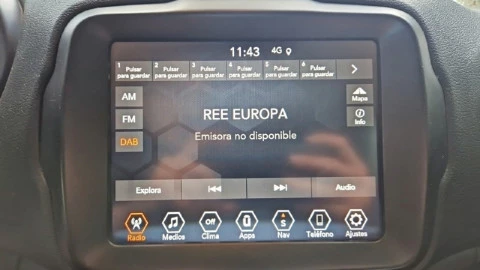 11:43 4G
1 Pulsar para guardar 2 Pulsar para guardar 3 Pulsar para guardar 4 Pulsar para guardar 5 Pulsar para guardar 6 Pulsar para guardar
AM
FM
DAB
REE EUROPA
Emisora no disponible
Mapa
Info
Explora Audio
Radio Medios Off Clima Apps S Nav Teléfono Ajustes